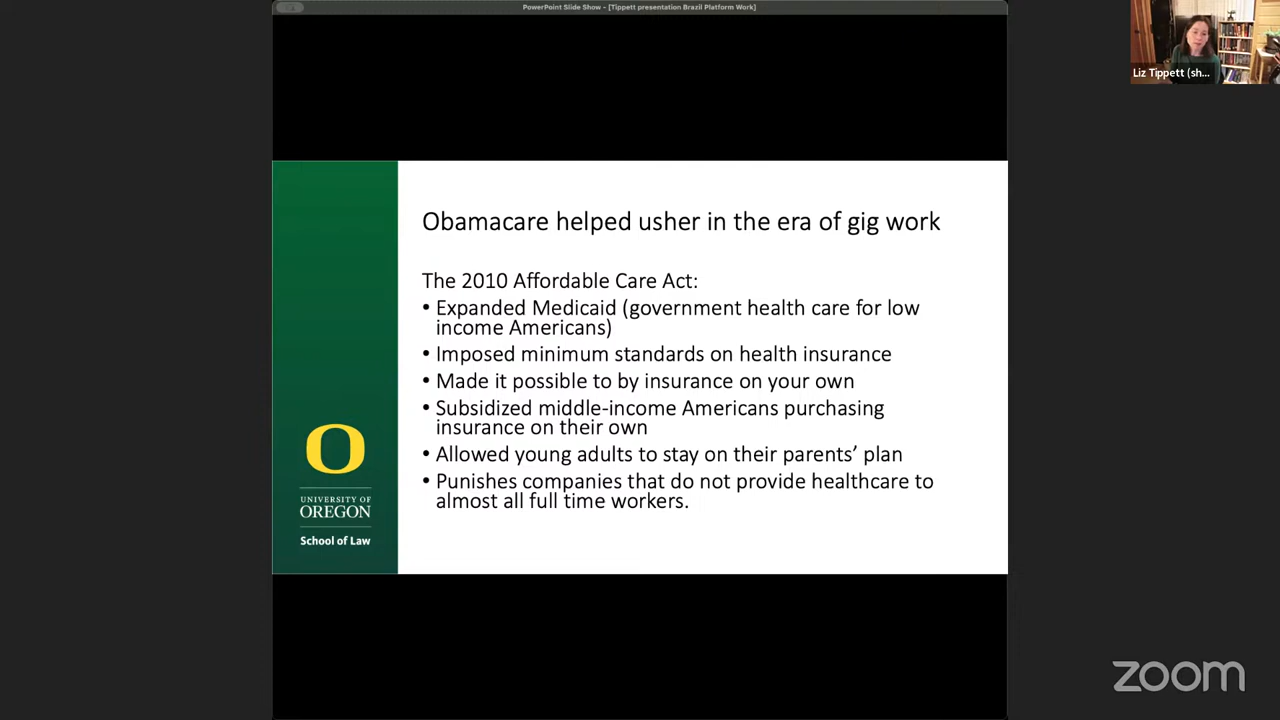 PowerPoint Slide Show - [Tippett presentation Brazil Platform Work]
Liz Tippett (sh...
Obamacare helped usher in the era of gig work
The 2010 Affordable Care Act:
• Expanded Medicaid (government health care for low
income Americans)
• Imposed minimum standards on health insurance
• Made it possible to by insurance on your own
• Subsidized middle-income Americans purchasing
insurance on their own
• Allowed young adults to stay on their parents’ plan
• Punishes companies that do not provide healthcare to
almost all full time workers.
O
UNIVERSITY OF
OREGON
School of Law
zoom